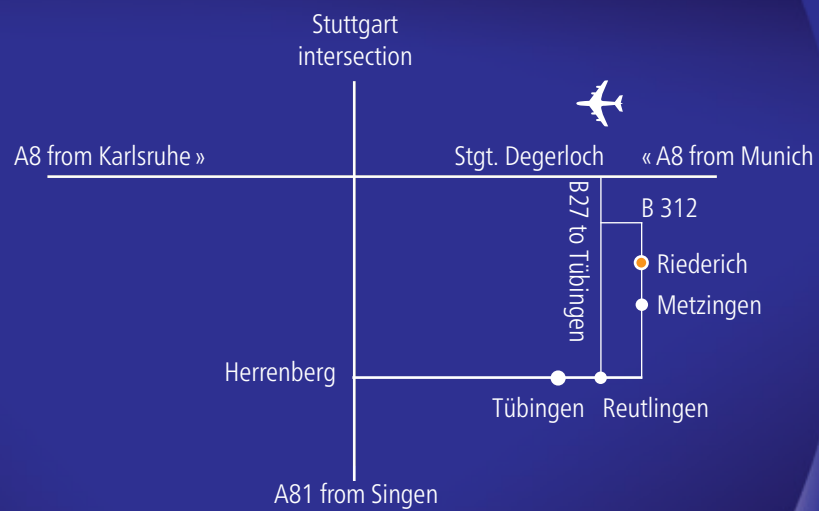 Stuttgart
intersection
A8 from Karlsruhe »
Stgt. Degerloch
« A8 from Munich
B27 to Tübingen
B 312
Riederich
Metzingen
Herrenberg
Tübingen
Reutlingen
A81 from Singen